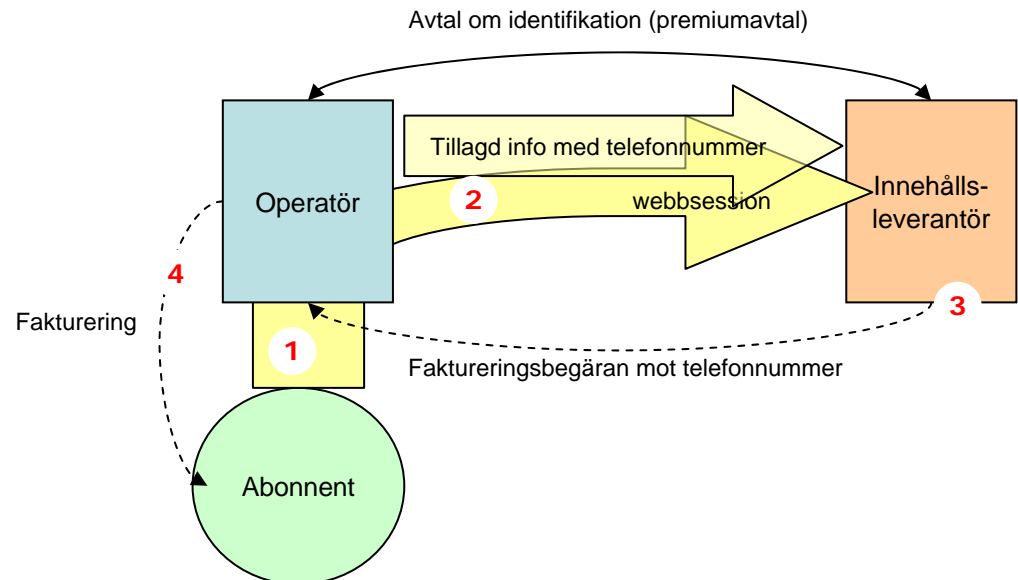 Avtal om identifikation (premiumavtal)
Tillagd info med telefonnummer
Operatör
2
webbsession
Innehålls-
leverantör
4
3
Fakturering
1
Faktureringsbegäran mot telefonnummer
Abonnent